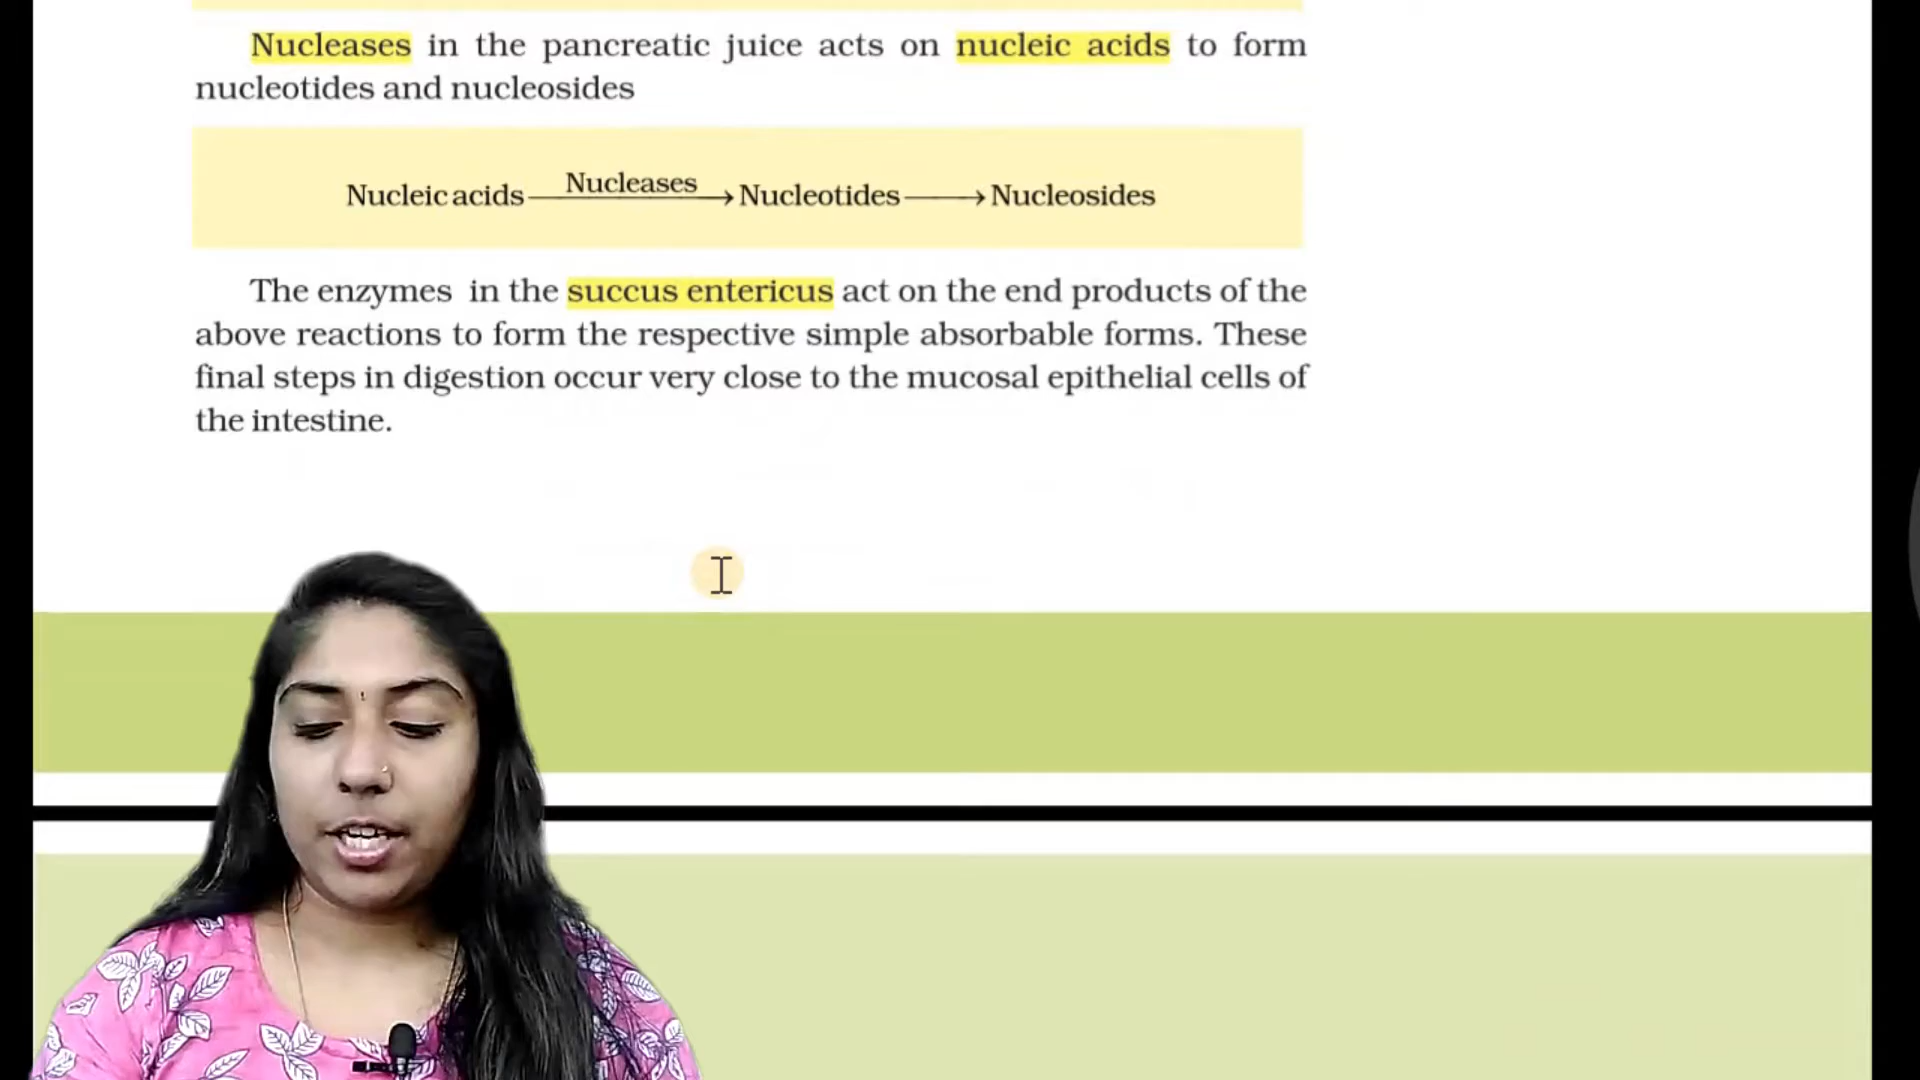 Nucleases in the pancreatic juice acts on nucleic acids to form
nucleotides and nucleosides
Nucleic acids Nucleases → Nucleotides → Nucleosides
The enzymes in the succus entericus act on the end products of the
above reactions to form the respective simple absorbable forms. These
final steps in digestion occur very close to the mucosal epithelial cells of
the intestine.